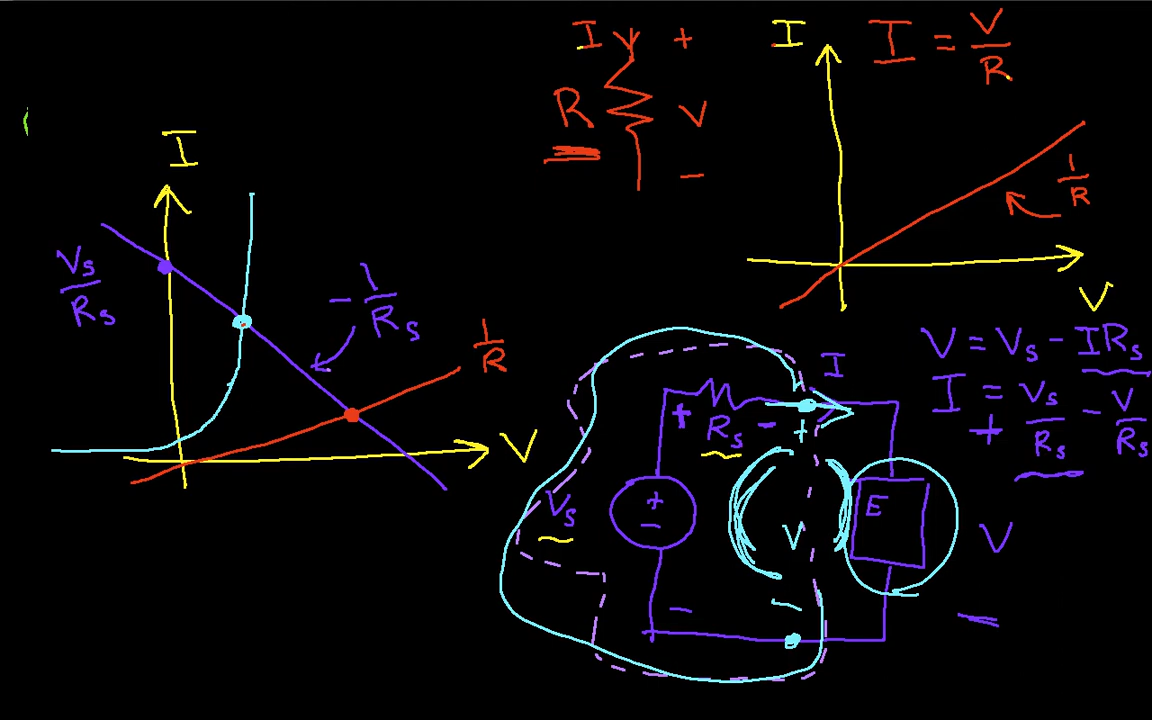 I + I I = V/R
R V
-
I 1/R
V
Vs/Rs - 1/Rs
1/R
V
V = Vs - IRs
I I = Vs/Rs - V/Rs
+ Rs - + +
Vs + - V E V
- - -